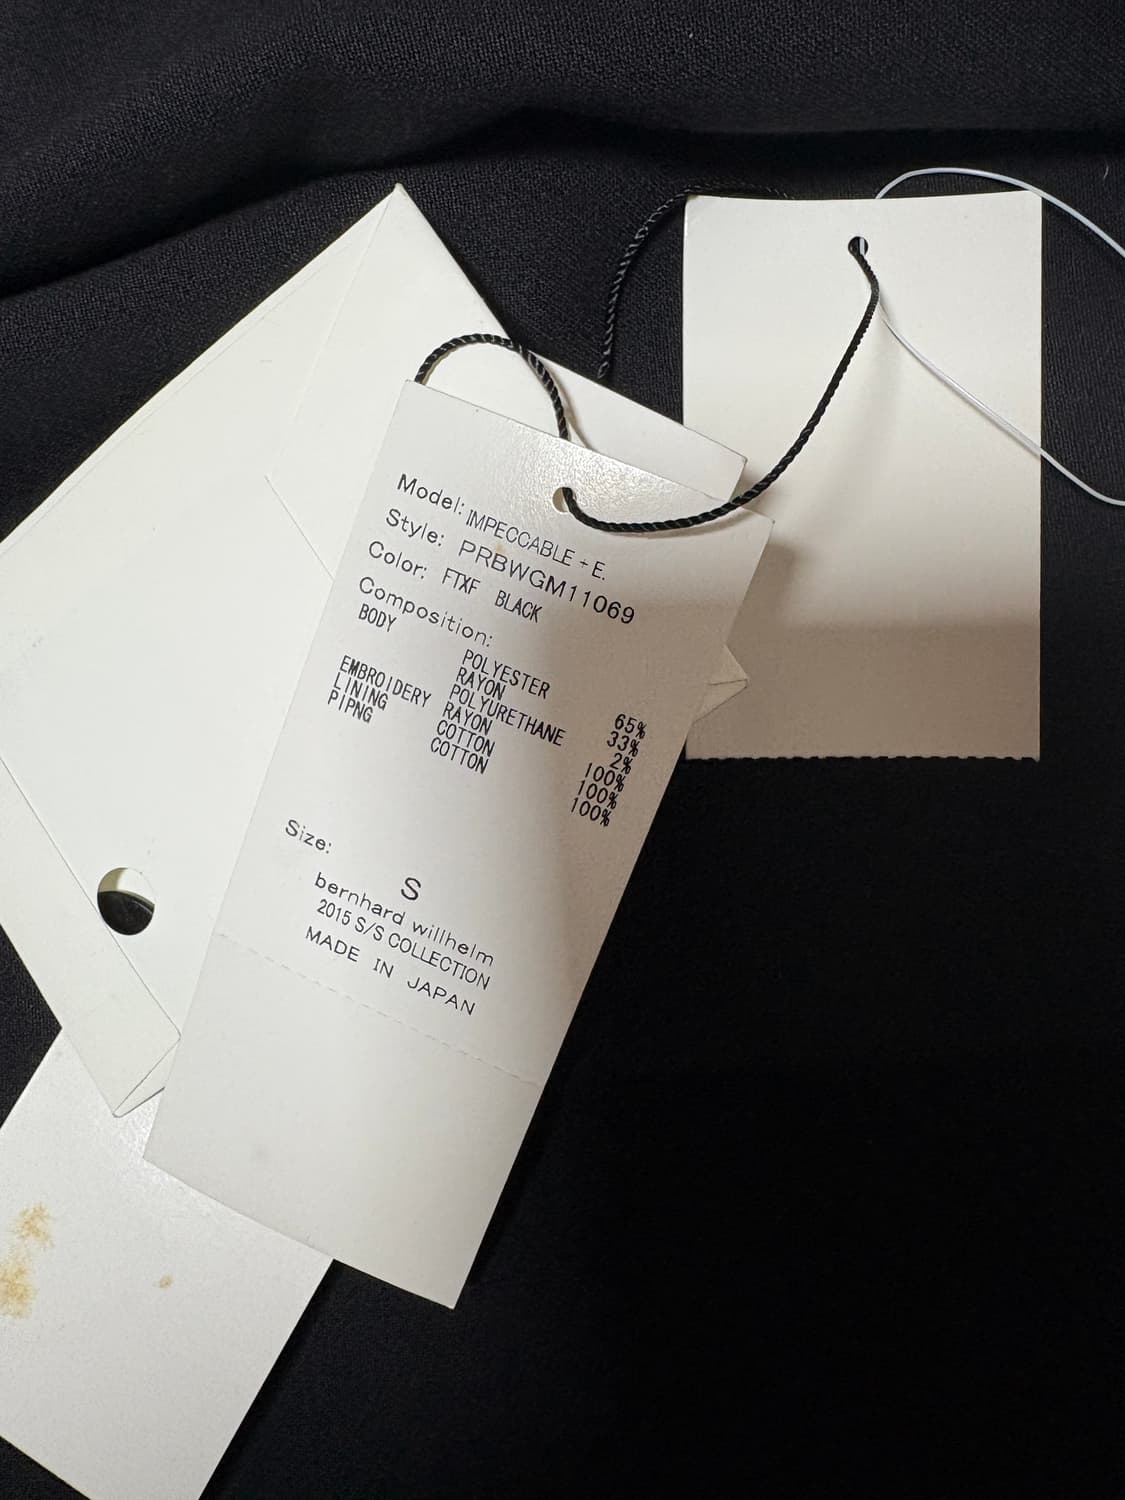 Model: IMPECCABLE + E.
Style: PRBWGM11069
Color: FTXF BLACK
Composition:
BODY POLYESTER 65%
RAYON 33%
POLYURETHANE 2%
EMBROIDERY RAYON 100%
LINING COTTON 100%
PIPNG COTTON 100%
Size: S
bernhard willhelm
2015 S/S COLLECTION
MADE IN JAPAN